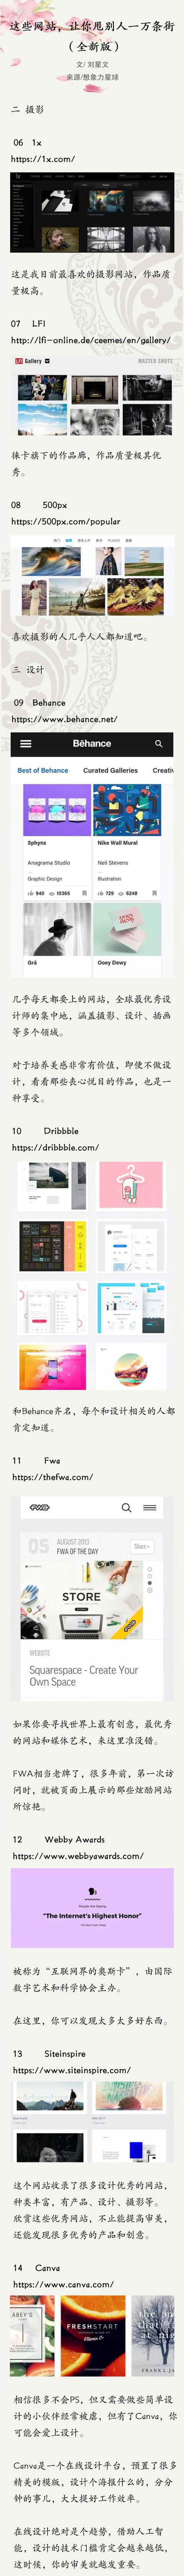 这些网站，让你甩别人一万条街
（全新版）
文/ 刘星文
来源/想象力星球
二 摄影
06 1x
https://1x.com/
这是我目前最喜欢的摄影网站，作品质
量极高。
07 LFI
http://lfi-online.de/ceemes/en/gallery/
LFI Gallery
MASTER SHOTS
徕卡旗下的作品廊，作品质量极其优
秀。
08 500px
https://500px.com/popular
喜欢摄影的人几乎人人都知道吧。
三 设计
09 Behance
https://www.behance.net/
Bēhance
Best of Behance Curated Galleries Creativ
Sphynx
Nike Wall Mural
Anagrama Studio
Neil Stevens
Graphic Design
Illustration
940 10365
729 6248
Grå
Ooey Dewy
几乎每天都要上的网站，全球最优秀设
计师的集中地，涵盖摄影、设计、插画
等多个领域。
对于培养美感非常有价值，即便不做设
计，看看那些赏心悦目的作品，也是一
种享受。
10 Dribbble
https://dribbble.com/
和Behance齐名，每个和设计相关的人都
肯定知道。
11 Fwa
https://thefwa.com/
FWA
05 AUGUST 2013
FWA OF THE DAY
Share +
STORE
WEBSITE
Squarespace - Create Your
Own Space
如果你要寻找世界上最有创意，最优秀
的网站和媒体艺术，来这里准没错。
FWA相当老牌了，很多年前，第一次访
问时，就被页面上展示的那些炫酷网站
所惊艳。
12 Webby Awards
https://www.webbyawards.com/
People Are Saying
"The Internet's Highest Honor"
被称为“互联网界的奥斯卡”，由国际
数字艺术和科学协会主办。
在这里，你可以发现太多太多好东西。
13 Siteinspire
https://www.siteinspire.com/
这个网站收录了很多设计优秀的网站，
种类丰富，有产品、设计、摄影等。
欣赏这些优秀网站，不止能提高审美，
还能发现很多优秀的产品和创意。
14 Canva
https://www.canva.com/
ABEY'S
FRESHSTART
FRANK L. JA
相信很多不会PS，但又需要做些简单设
计的小伙伴经常被虐，但有了Canva，你
可能会爱上设计。
Canva是一个在线设计平台，预置了很多
精美的模版，设计个海报什么的，分分
钟的事儿，大大提好工作效率。
在线设计绝对是个趋势，借助人工智
能，设计的技术门槛肯定会越来越低，
这时候，你的审美就越发重要。